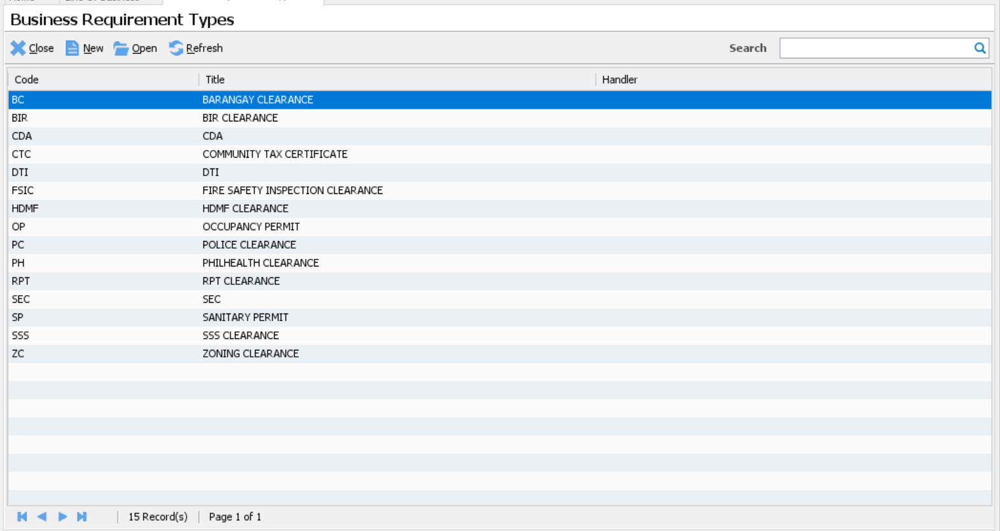 Business Requirement Types
Close New Open Refresh Search
Code Title Handler
BC BARANGAY CLEARANCE
BIR BIR CLEARANCE
CDA CDA
CTC COMMUNITY TAX CERTIFICATE
DTI DTI
FSIC FIRE SAFETY INSPECTION CLEARANCE
HDMF HDMF CLEARANCE
OP OCCUPANCY PERMIT
PC POLICE CLEARANCE
PH PHILHEALTH CLEARANCE
RPT RPT CLEARANCE
SEC SEC
SP SANITARY PERMIT
SSS SSS CLEARANCE
ZC ZONING CLEARANCE
15 Record(s) Page 1 of 1